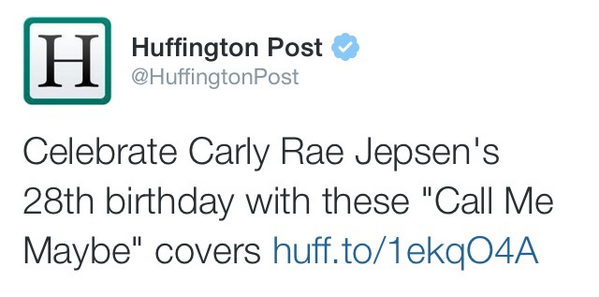 H
Huffington Post
@HuffingtonPost
Celebrate Carly Rae Jepsen's
28th birthday with these "Call Me
Maybe" covers huff.to/1ekqO4A